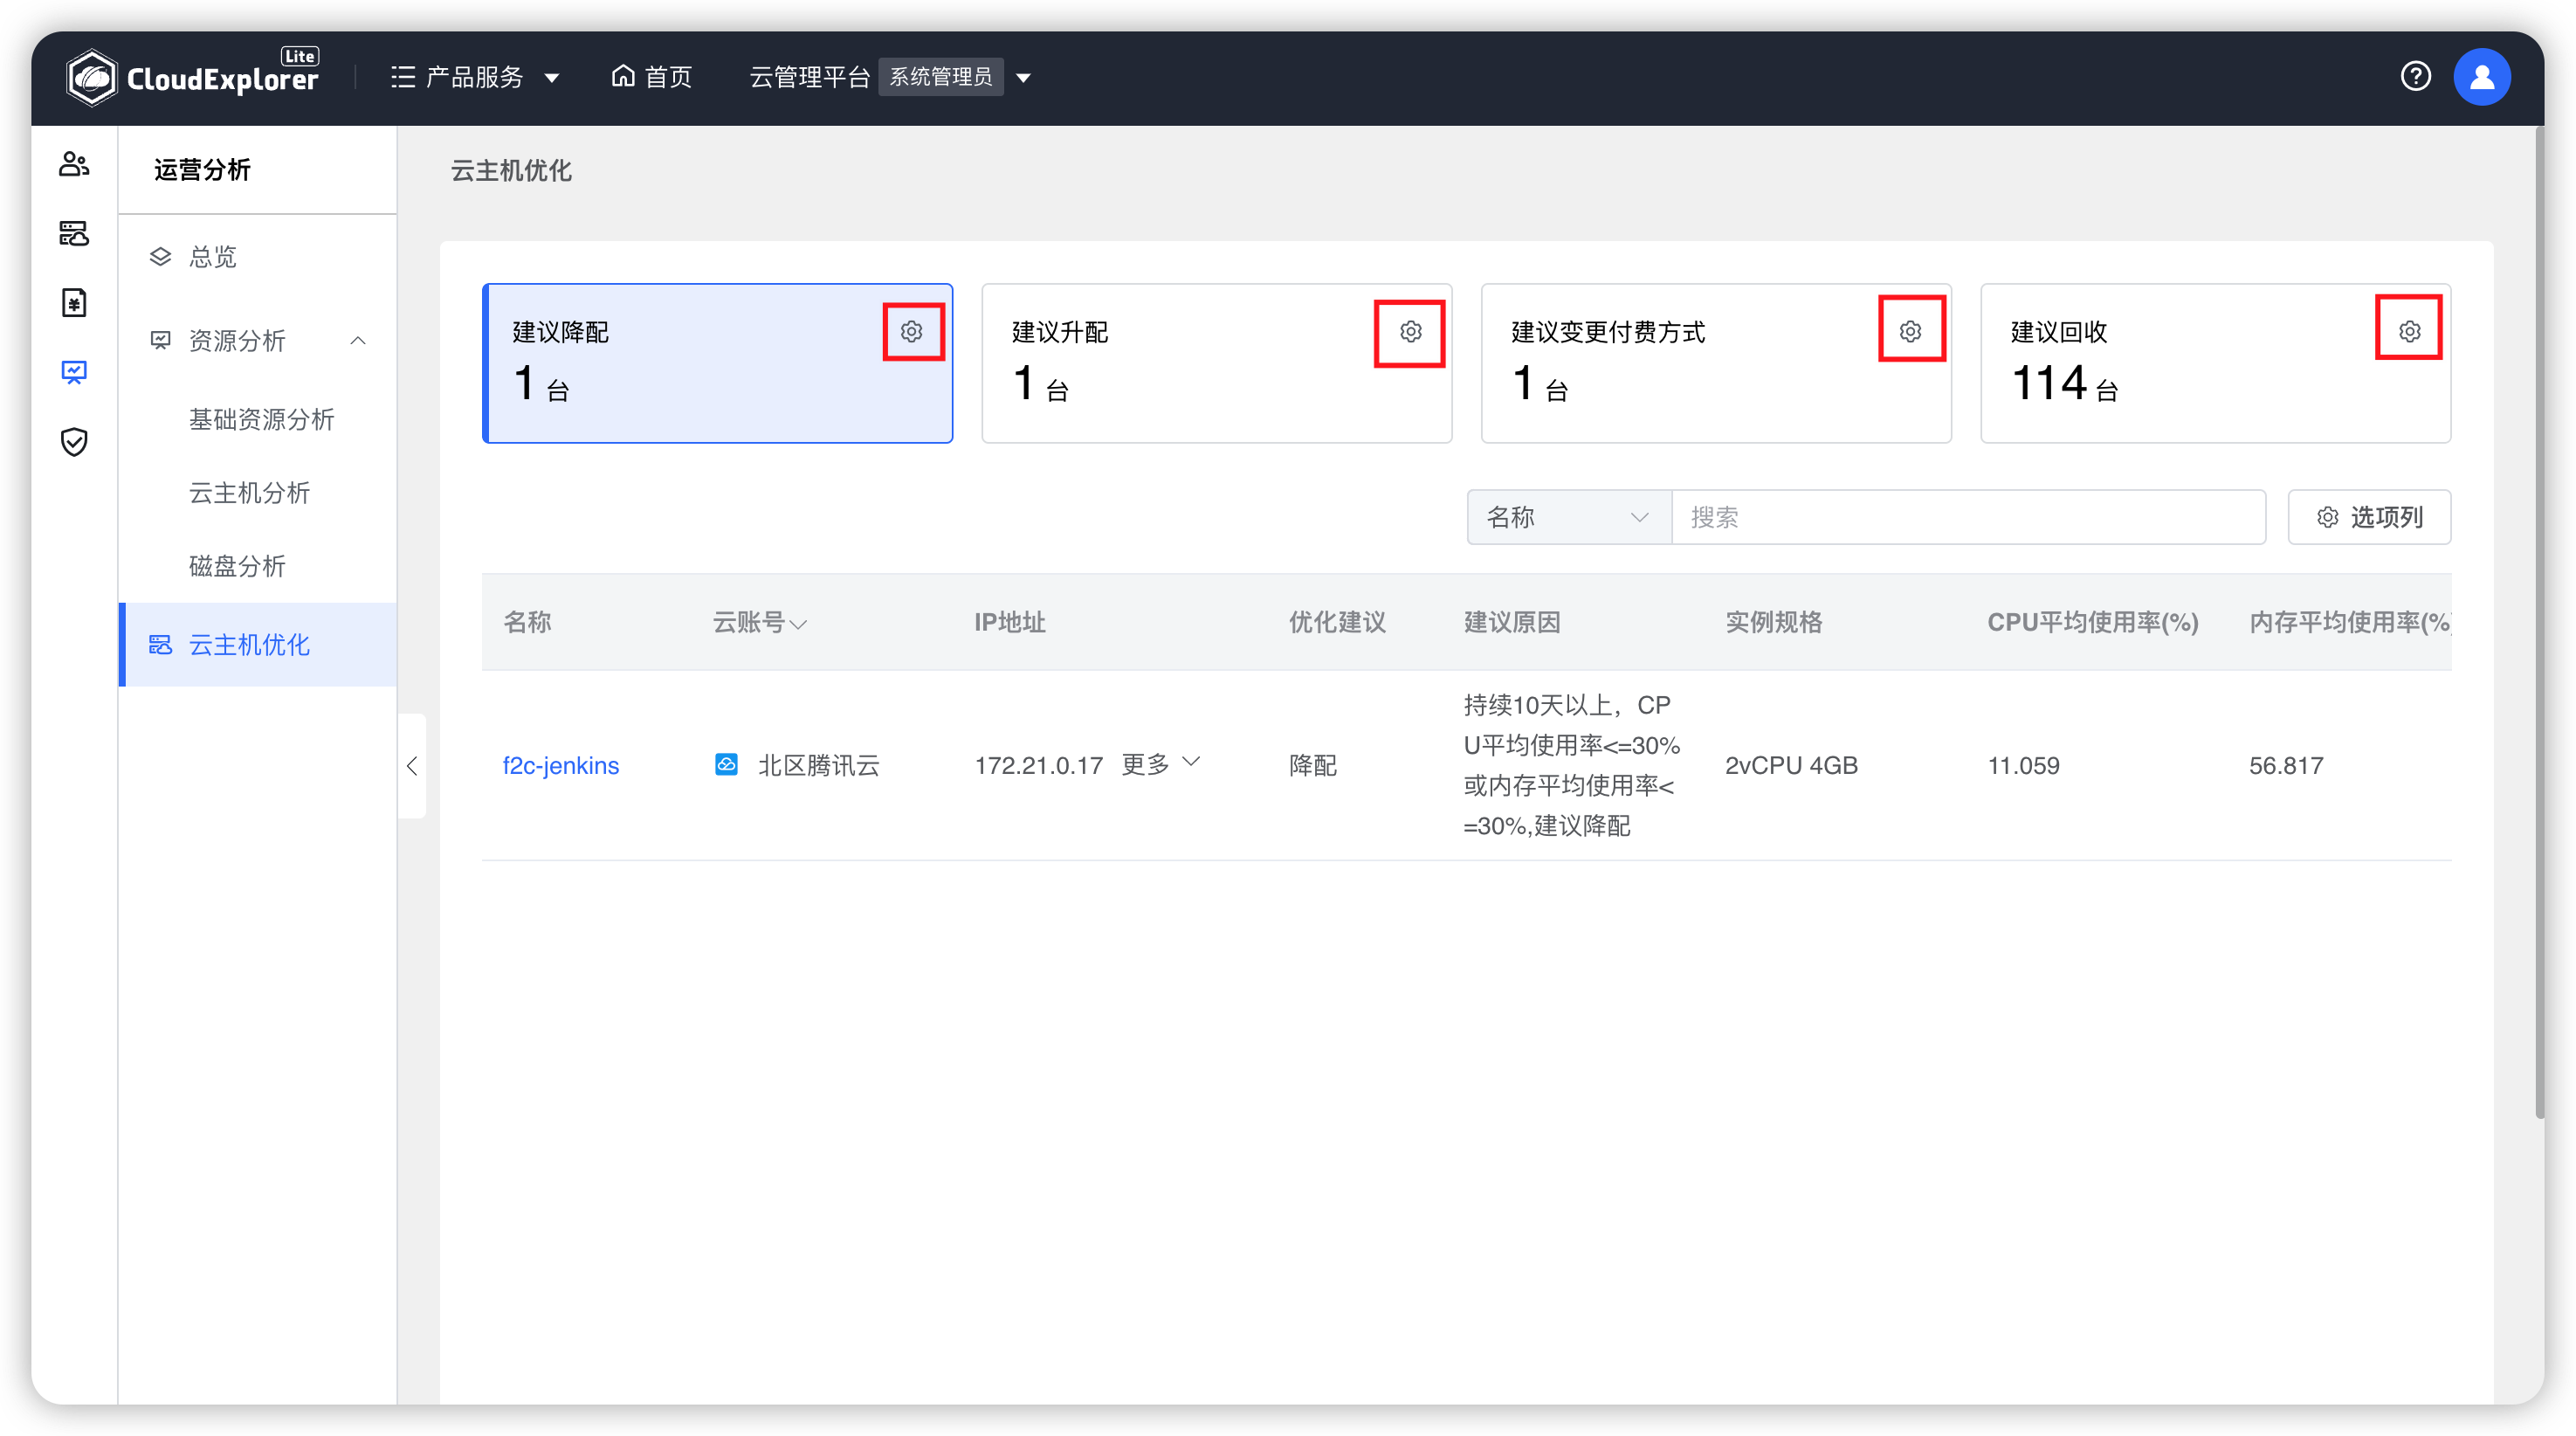 CloudExplorer Lite
产品服务
首页
云管理平台 系统管理员
运营分析
总览
资源分析
基础资源分析
云主机分析
磁盘分析
云主机优化
云主机优化
建议降配
1 台
建议升配
1 台
建议变更付费方式
1 台
建议回收
114 台
名称 搜索 选项列
名称 云账号 IP地址 优化建议 建议原因 实例规格 CPU平均使用率(%) 内存平均使用率(%)
持续10天以上，CP
U平均使用率<=30%
f2c-jenkins 北区腾讯云 172.21.0.17 更多 降配 2vCPU 4GB 11.059 56.817
或内存平均使用率<
=30%,建议降配